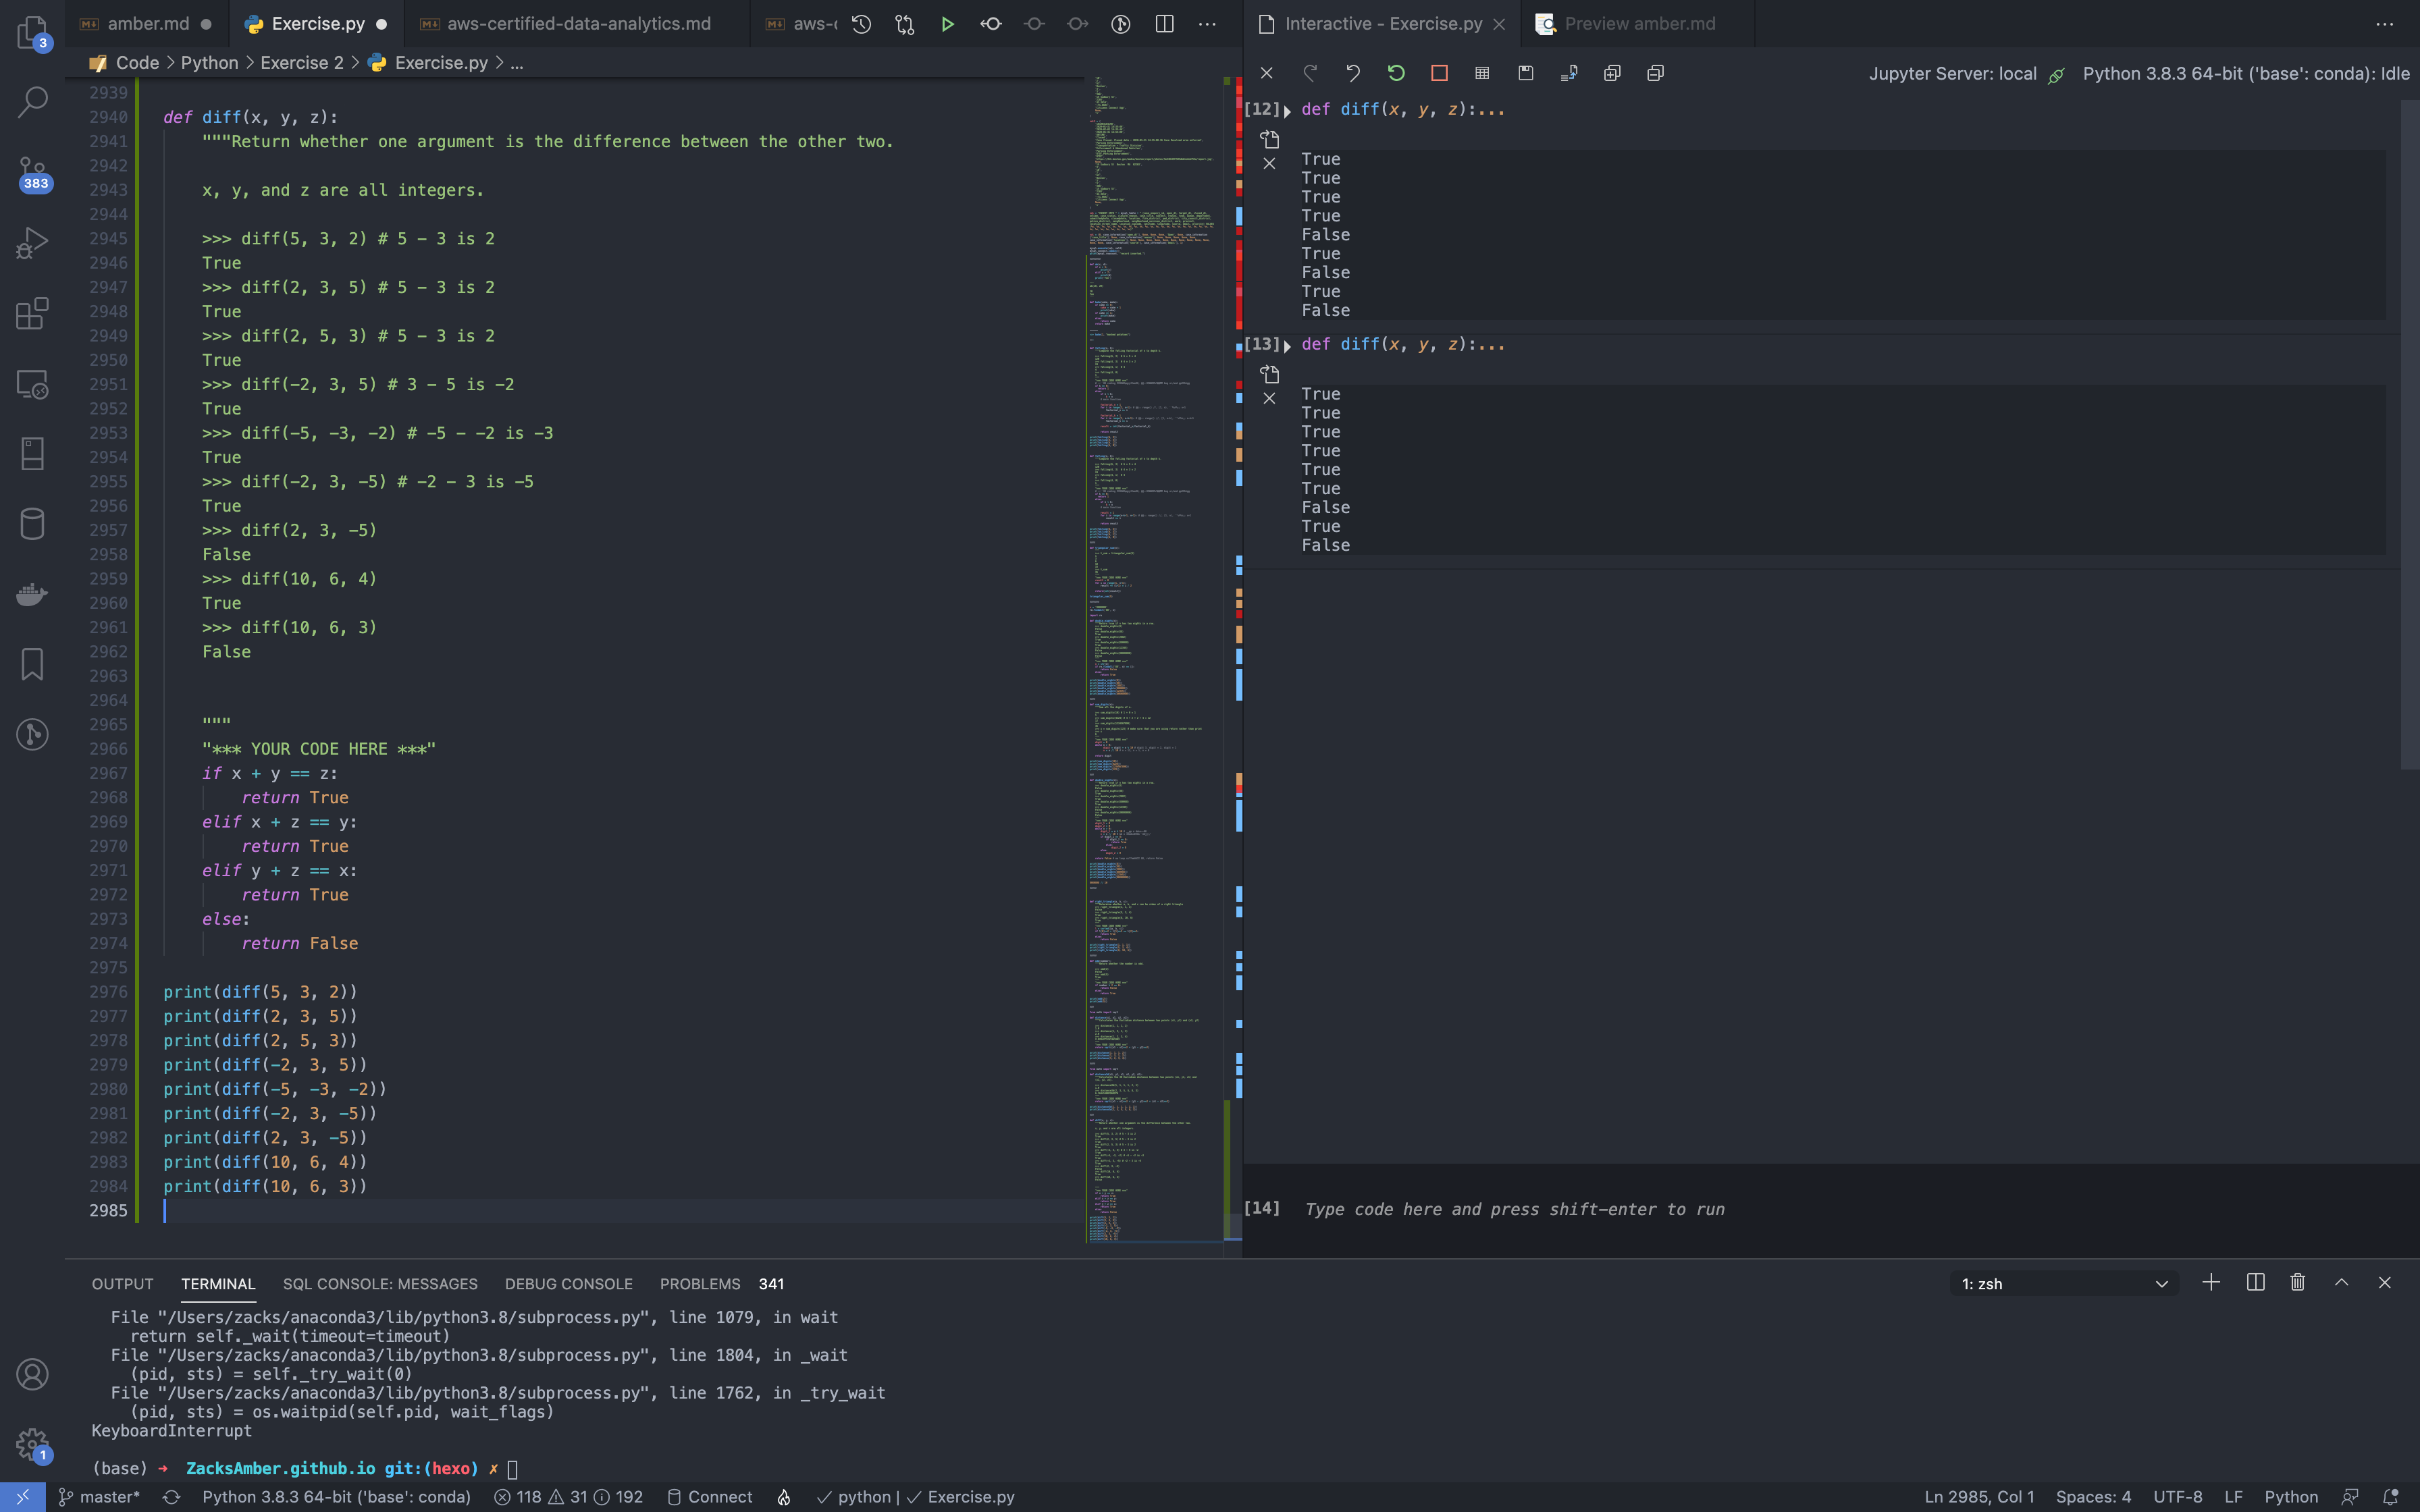 amber.md
Exercise.py
aws-certified-data-analytics.md
aws-c
Interactive - Exercise.py
Preview amber.md
3
Code > Python > Exercise 2 > Exercise.py > ...
Jupyter Server: local
Python 3.8.3 64-bit ('base': conda): Idle
383
2939
2940 def diff(x, y, z):
2941 """Return whether one argument is the difference between the other two.
2942
2943 x, y, and z are all integers.
2944
2945 >>> diff(5, 3, 2) # 5 - 3 is 2
2946 True
2947 >>> diff(2, 3, 5) # 5 - 3 is 2
2948 True
2949 >>> diff(2, 5, 3) # 5 - 3 is 2
2950 True
2951 >>> diff(-2, 3, 5) # 3 - 5 is -2
2952 True
2953 >>> diff(-5, -3, -2) # -5 - -2 is -3
2954 True
2955 >>> diff(-2, 3, -5) # -2 - 3 is -5
2956 True
2957 >>> diff(2, 3, -5)
2958 False
2959 >>> diff(10, 6, 4)
2960 True
2961 >>> diff(10, 6, 3)
2962 False
2963
2964
2965 """
2966 "*** YOUR CODE HERE ***"
2967 if x + y == z:
2968 return True
2969 elif x + z == y:
2970 return True
2971 elif y + z == x:
2972 return True
2973 else:
2974 return False
2975
2976 print(diff(5, 3, 2))
2977 print(diff(2, 3, 5))
2978 print(diff(2, 5, 3))
2979 print(diff(-2, 3, 5))
2980 print(diff(-5, -3, -2))
2981 print(diff(-2, 3, -5))
2982 print(diff(2, 3, -5))
2983 print(diff(10, 6, 4))
2984 print(diff(10, 6, 3))
2985
[12] def diff(x, y, z):...
True
True
True
True
False
True
False
True
False
[13] def diff(x, y, z):...
True
True
True
True
True
True
False
True
False
[14] Type code here and press shift-enter to run
OUTPUT TERMINAL SQL CONSOLE: MESSAGES DEBUG CONSOLE PROBLEMS 341
1: zsh
File "/Users/zacks/anaconda3/lib/python3.8/subprocess.py", line 1079, in wait
return self._wait(timeout=timeout)
File "/Users/zacks/anaconda3/lib/python3.8/subprocess.py", line 1804, in _wait
(pid, sts) = self._try_wait(0)
File "/Users/zacks/anaconda3/lib/python3.8/subprocess.py", line 1762, in _try_wait
(pid, sts) = os.waitpid(self.pid, wait_flags)
KeyboardInterrupt
(base) → ZacksAmber.github.io git:(hexo) ✗
1
master* Python 3.8.3 64-bit ('base': conda) 118 31 192 Connect ✓ python | ✓ Exercise.py
Ln 2985, Col 1 Spaces: 4 UTF-8 LF Python